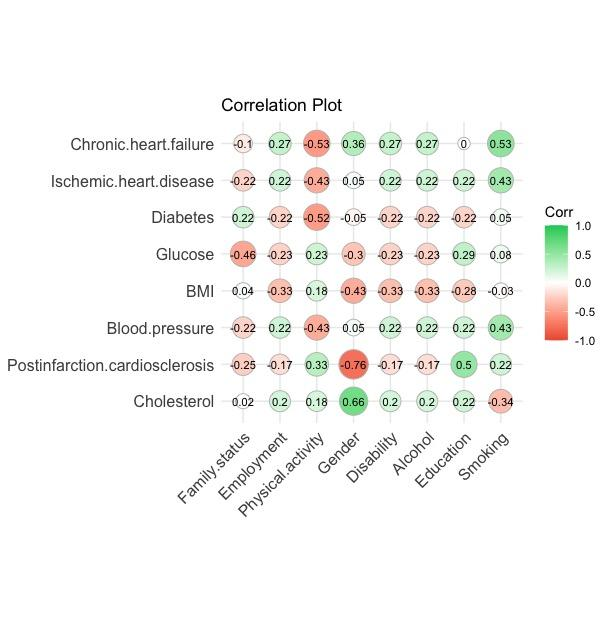 Correlation Plot
Chronic.heart.failure -0.1 0.27 -0.53 0.36 0.27 0.27 0 0.53
Ischemic.heart.disease -0.22 0.22 -0.43 0.05 0.22 0.22 0.22 0.43
Diabetes 0.22 -0.22 -0.52 -0.05 -0.22 -0.22 -0.22 0.05
Glucose -0.46 -0.23 0.23 -0.3 -0.23 -0.23 0.29 0.08
BMI 0.04 -0.33 0.18 -0.43 -0.33 -0.33 -0.28 -0.03
Blood.pressure -0.22 0.22 -0.43 0.05 0.22 0.22 0.22 0.43
Postinfarction.cardiosclerosis -0.25 -0.17 0.33 -0.76 -0.17 -0.17 0.5 0.22
Cholesterol 0.02 0.2 0.18 0.66 0.2 0.2 0.22 -0.34
Family.status
Employment
Physical.activity
Gender
Disability
Alcohol
Education
Smoking
Corr
1.0
0.5
0.0
-0.5
-1.0